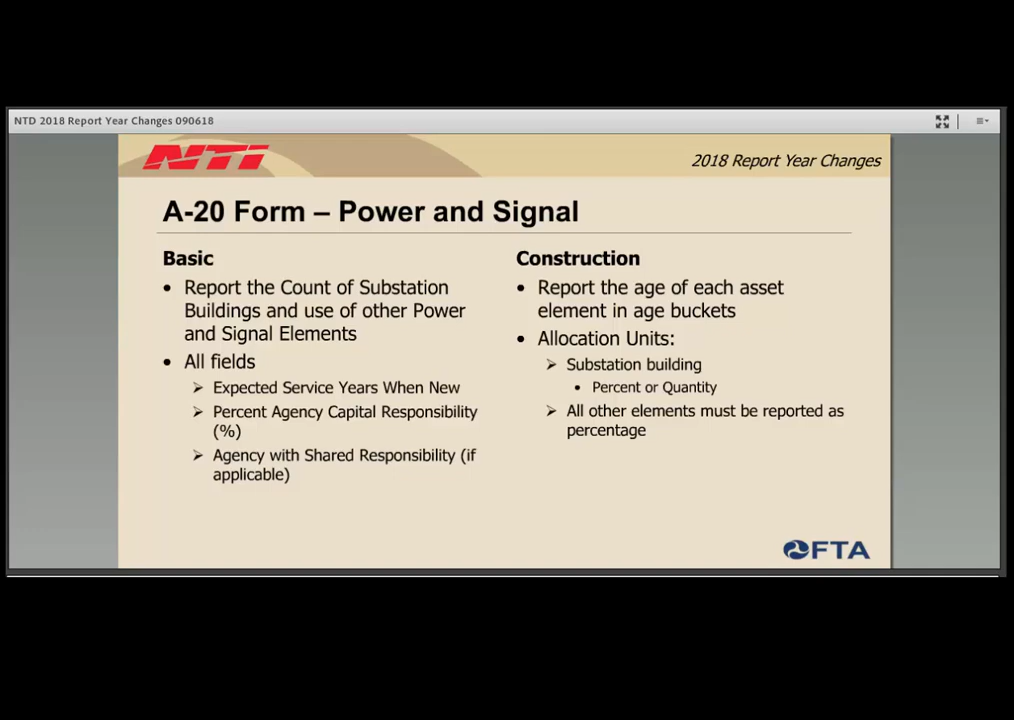 NTD 2018 Report Year Changes 090618
NTI
2018 Report Year Changes
A-20 Form – Power and Signal
Basic
• Report the Count of Substation
Buildings and use of other Power
and Signal Elements
• All fields
➢ Expected Service Years When New
➢ Percent Agency Capital Responsibility
(%)
➢ Agency with Shared Responsibility (if
applicable)
Construction
• Report the age of each asset
element in age buckets
• Allocation Units:
➢ Substation building
• Percent or Quantity
➢ All other elements must be reported as
percentage
FTA